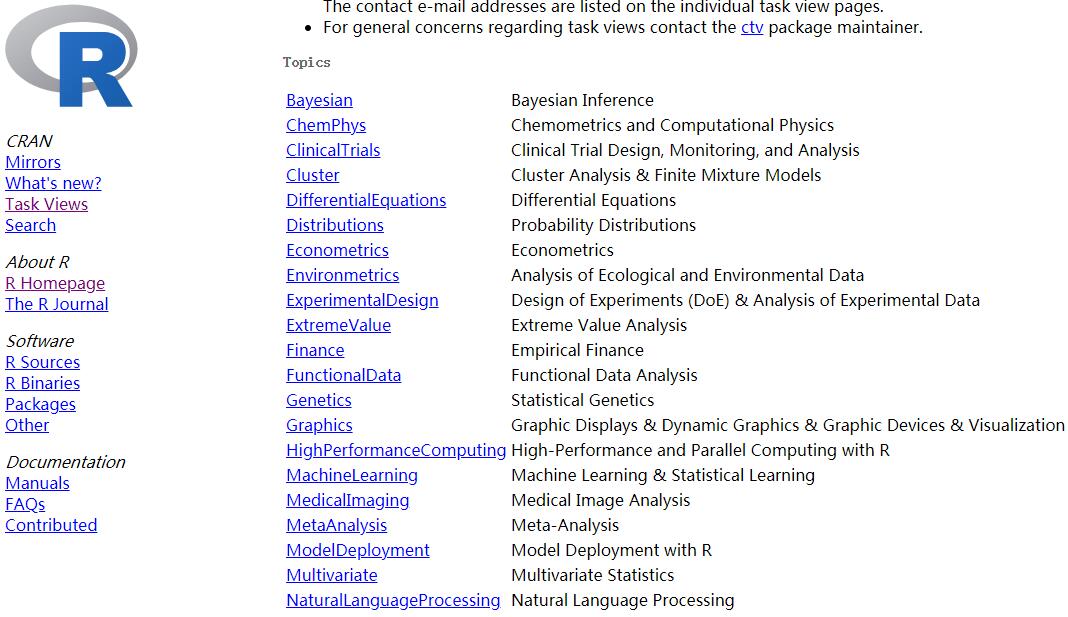 R
CRAN
Mirrors
What's new?
Task Views
Search
About R
R Homepage
The R Journal
Software
R Sources
R Binaries
Packages
Other
Documentation
Manuals
FAQs
Contributed
The contact e-mail addresses are listed on the individual task view pages.
• For general concerns regarding task views contact the ctv package maintainer.
Topics
Bayesian Bayesian Inference
ChemPhys Chemometrics and Computational Physics
ClinicalTrials Clinical Trial Design, Monitoring, and Analysis
Cluster Cluster Analysis & Finite Mixture Models
DifferentialEquations Differential Equations
Distributions Probability Distributions
Econometrics Econometrics
Environmetrics Analysis of Ecological and Environmental Data
ExperimentalDesign Design of Experiments (DoE) & Analysis of Experimental Data
ExtremeValue Extreme Value Analysis
Finance Empirical Finance
FunctionalData Functional Data Analysis
Genetics Statistical Genetics
Graphics Graphic Displays & Dynamic Graphics & Graphic Devices & Visualization
HighPerformanceComputing High-Performance and Parallel Computing with R
MachineLearning Machine Learning & Statistical Learning
MedicalImaging Medical Image Analysis
MetaAnalysis Meta-Analysis
ModelDeployment Model Deployment with R
Multivariate Multivariate Statistics
NaturalLanguageProcessing Natural Language Processing